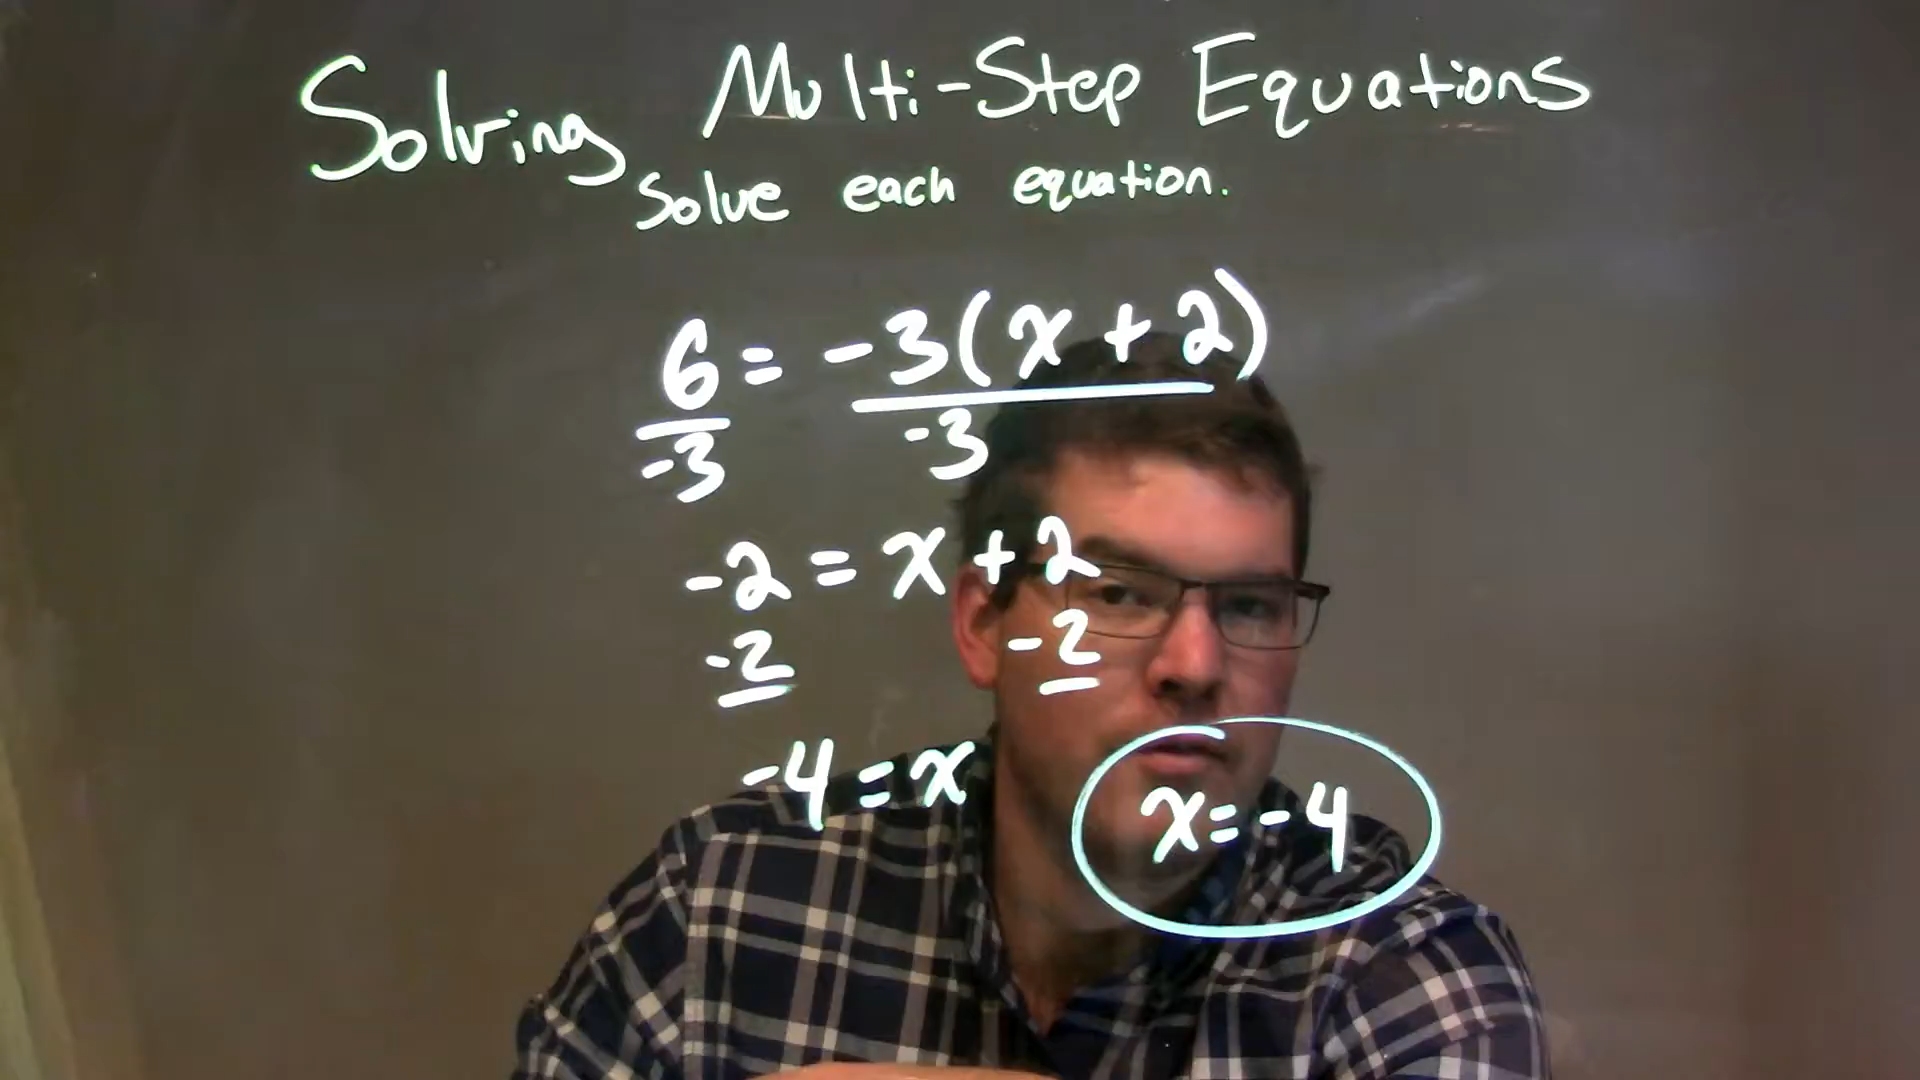 Solving Multi-Step Equations
Solve each equation.
6 = -3(x + 2)
-3 -3
-2 = x + 2
-2 -2
-4 = x
x = -4